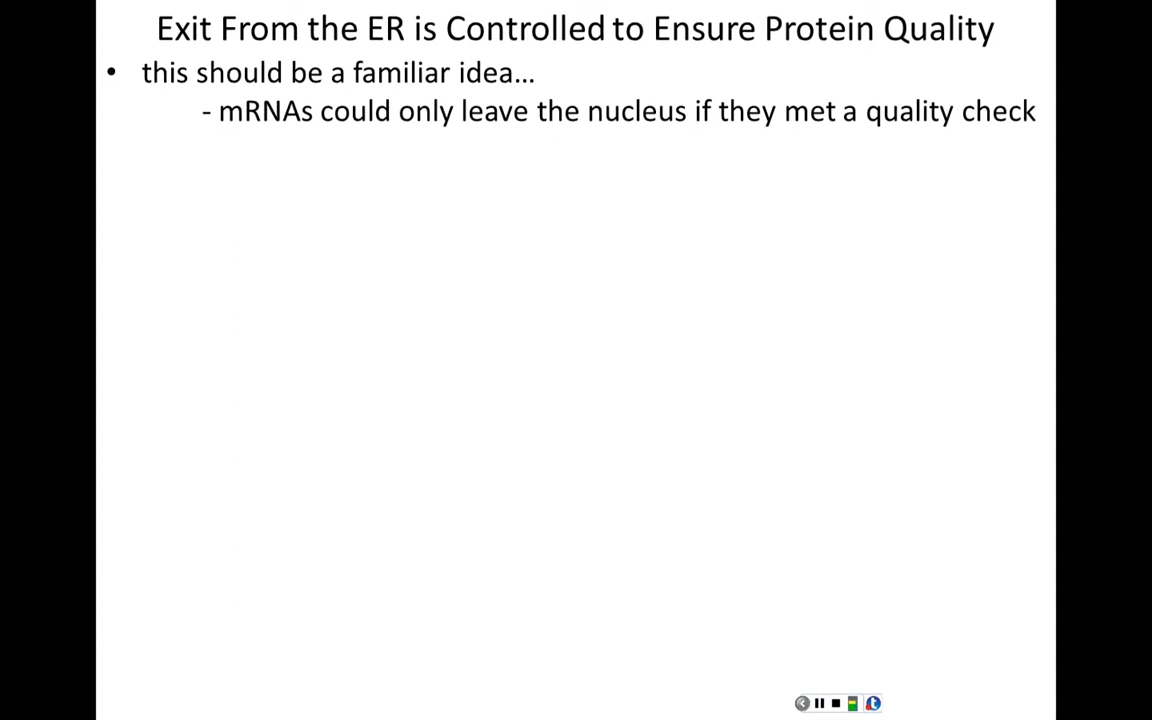 Exit From the ER is Controlled to Ensure Protein Quality
• this should be a familiar idea...
- mRNAs could only leave the nucleus if they met a quality check